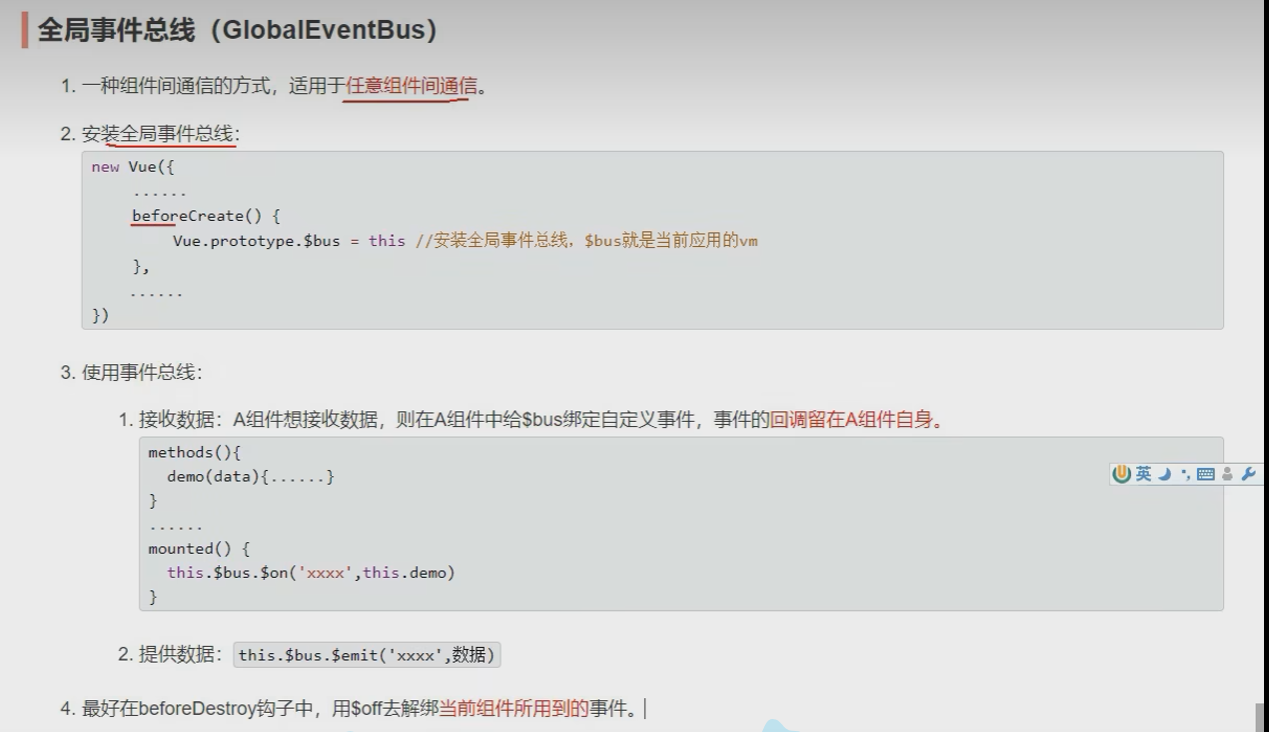 全局事件总线（GlobalEventBus）
1. 一种组件间通信的方式，适用于任意组件间通信。
2. 安装全局事件总线：
new Vue({
......
beforeCreate() {
Vue.prototype.$bus = this //安装全局事件总线，$bus就是当前应用的vm
},
......
})
3. 使用事件总线：
1. 接收数据：A组件想接收数据，则在A组件中给$bus绑定自定义事件，事件的回调留在A组件自身。
methods(){
demo(data){......}
}
......
mounted() {
this.$bus.$on('xxxx',this.demo)
}
英
2. 提供数据：this.$bus.$emit('xxxx',数据)
4. 最好在beforeDestroy钩子中，用$off去解绑当前组件所用到的事件。